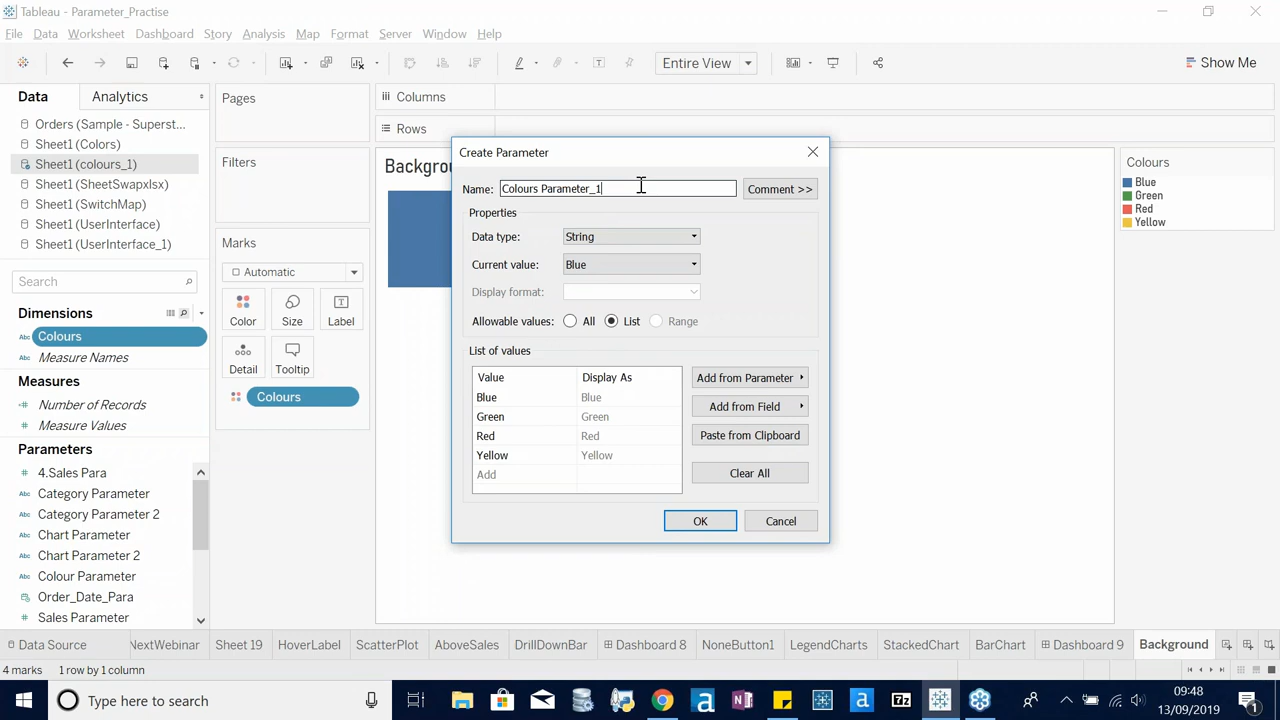 Tableau - Parameter_Practise
File Data Worksheet Dashboard Story Analysis Map Format Server Window Help
Entire View
Show Me
Data Analytics
Orders (Sample - Superst...
Sheet1 (Colors)
Sheet1 (colours_1)
Sheet1 (SheetSwapxlsx)
Sheet1 (SwitchMap)
Sheet1 (UserInterface)
Sheet1 (UserInterface_1)
Search
Dimensions
Abc Colours
Abc Measure Names
Measures
Number of Records
Measure Values
Parameters
4.Sales Para
Abc Category Parameter
Abc Category Parameter 2
Abc Chart Parameter
Abc Chart Parameter 2
Abc Colour Parameter
Order_Date_Para
Sales Parameter
Pages
Filters
Marks
Automatic
Color Size Label
Detail Tooltip
Colours
Columns
Rows
Backgro
Create Parameter
Name: Colours Parameter_1 Comment >>
Properties
Data type: String
Current value: Blue
Display format:
Allowable values: All List Range
List of values
Value Display As
Blue Blue
Green Green
Red Red
Yellow Yellow
Add
Add from Parameter
Add from Field
Paste from Clipboard
Clear All
OK Cancel
Colours
Blue
Green
Red
Yellow
Data Source NextWebinar Sheet 19 HoverLabel ScatterPlot AboveSales DrillDownBar Dashboard 8 NoneButton1 LegendCharts StackedChart BarChart Dashboard 9 Background
4 marks 1 row by 1 column
Type here to search
09:48
13/09/2019